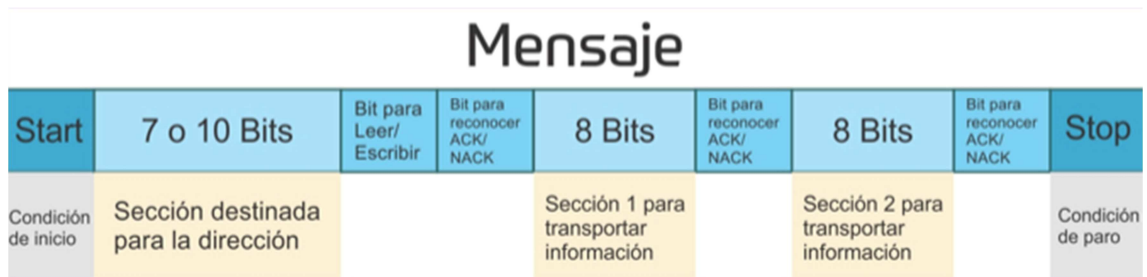 Mensaje
Start
7 o 10 Bits
Bit para
Leer/
Escribir
Bit para
reconocer
ACK/
NACK
8 Bits
Bit para
reconocer
ACK/
NACK
8 Bits
Bit para
reconocer
ACK/
NACK
Stop
Condición
de inicio
Sección destinada
para la dirección
Sección 1 para
transportar
información
Sección 2 para
transportar
información
Condición
de paro